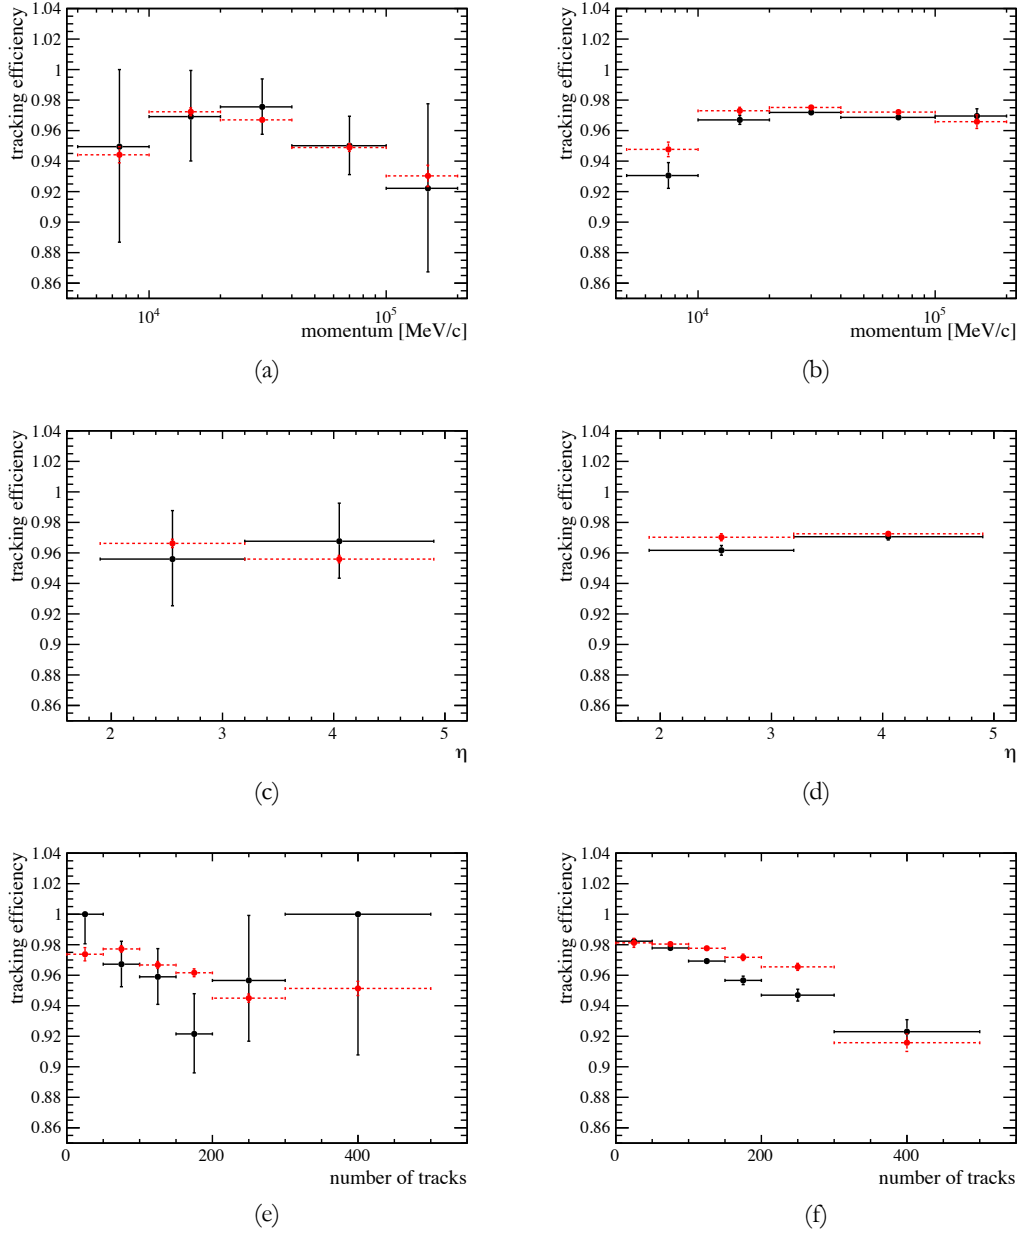 1.04
1.02
1
0.98
0.96
0.94
0.92
0.9
0.88
0.86
tracking efficiency
10⁴
10⁵
momentum [MeV/c]
(a)
1.04
1.02
1
0.98
0.96
0.94
0.92
0.9
0.88
0.86
tracking efficiency
10⁴
10⁵
momentum [MeV/c]
(b)
1.04
1.02
1
0.98
0.96
0.94
0.92
0.9
0.88
0.86
tracking efficiency
2 3 4 5
η
(c)
1.04
1.02
1
0.98
0.96
0.94
0.92
0.9
0.88
0.86
tracking efficiency
2 3 4 5
η
(d)
1.04
1.02
1
0.98
0.96
0.94
0.92
0.9
0.88
0.86
tracking efficiency
0 200 400
number of tracks
(e)
1.04
1.02
1
0.98
0.96
0.94
0.92
0.9
0.88
0.86
tracking efficiency
0 200 400
number of tracks
(f)